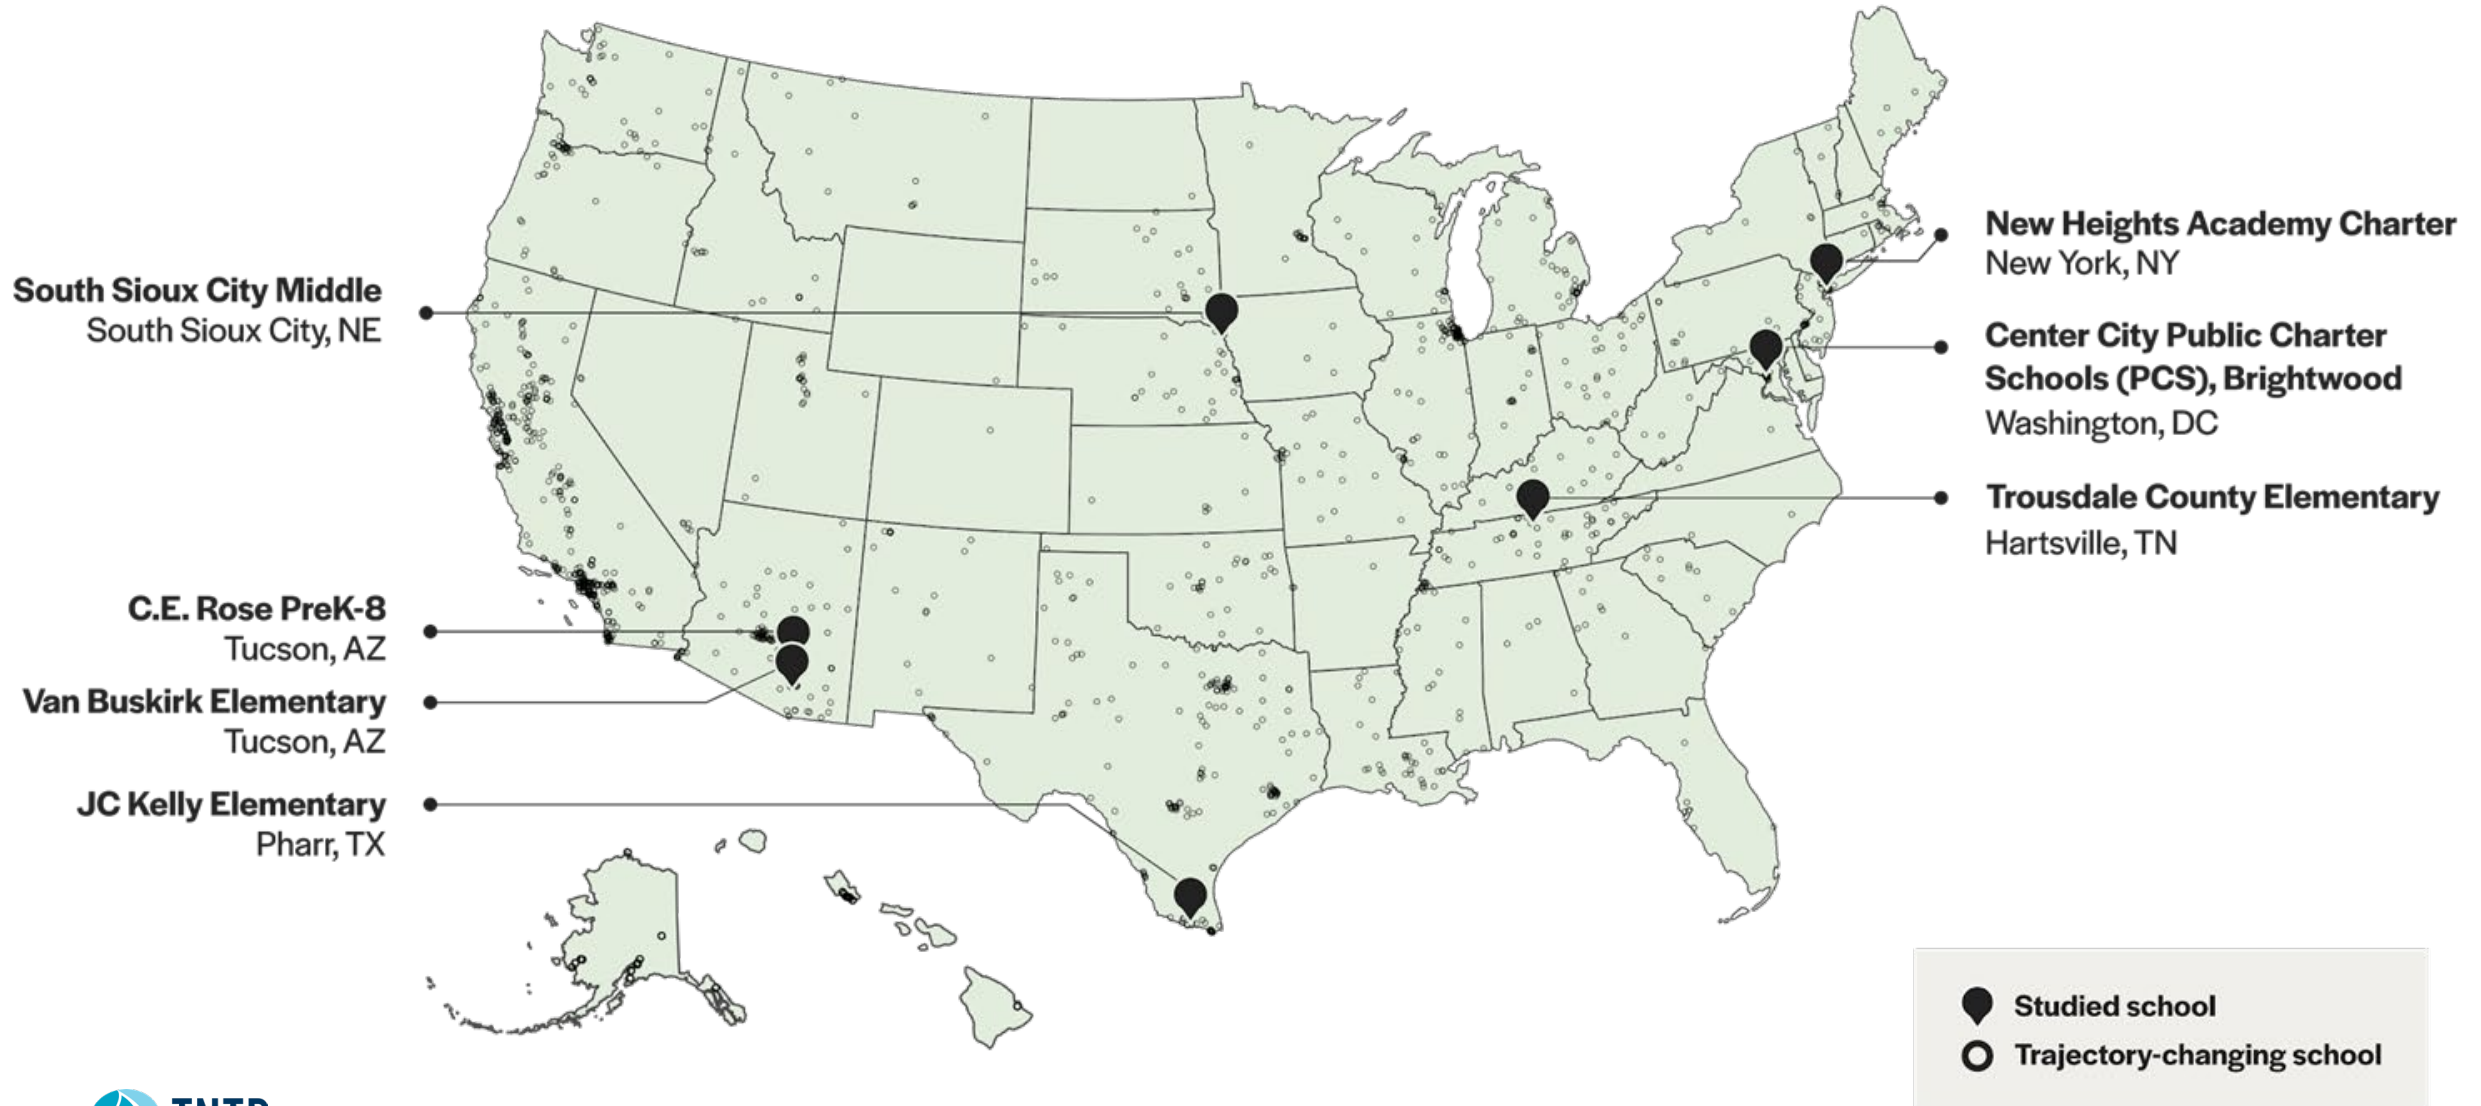 South Sioux City Middle
South Sioux City, NE
C.E. Rose PreK-8
Tucson, AZ
Van Buskirk Elementary
Tucson, AZ
JC Kelly Elementary
Pharr, TX
New Heights Academy Charter
New York, NY
Center City Public Charter
Schools (PCS), Brightwood
Washington, DC
Trousdale County Elementary
Hartsville, TN
Studied school
Trajectory-changing school
TNTP